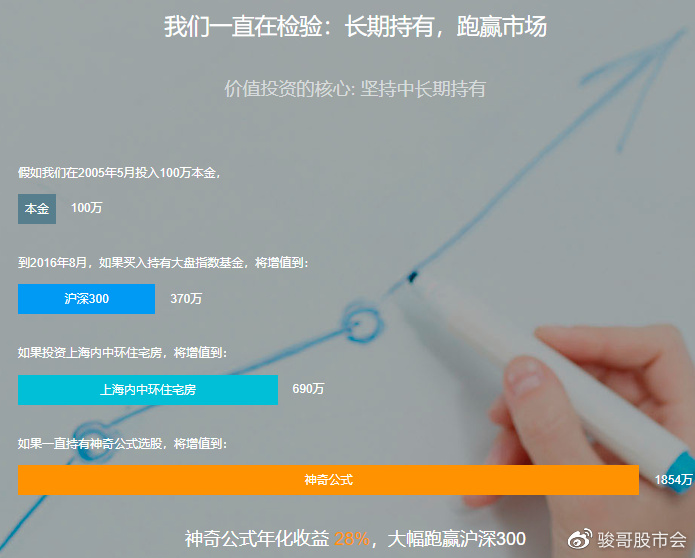 我们一直在检验：长期持有，跑赢市场
价值投资的核心: 坚持中长期持有
假如我们在2005年5月投入100万本金，
本金 100万
到2016年8月，如果买入持有大盘指数基金，将增值到：
沪深300 370万
如果投资上海内中环住宅房，将增值到：
上海内中环住宅房 690万
如果一直持有神奇公式选股，将增值到：
神奇公式 1854万
神奇公式年化收益 28%，大幅跑赢沪深300
骏哥股市会